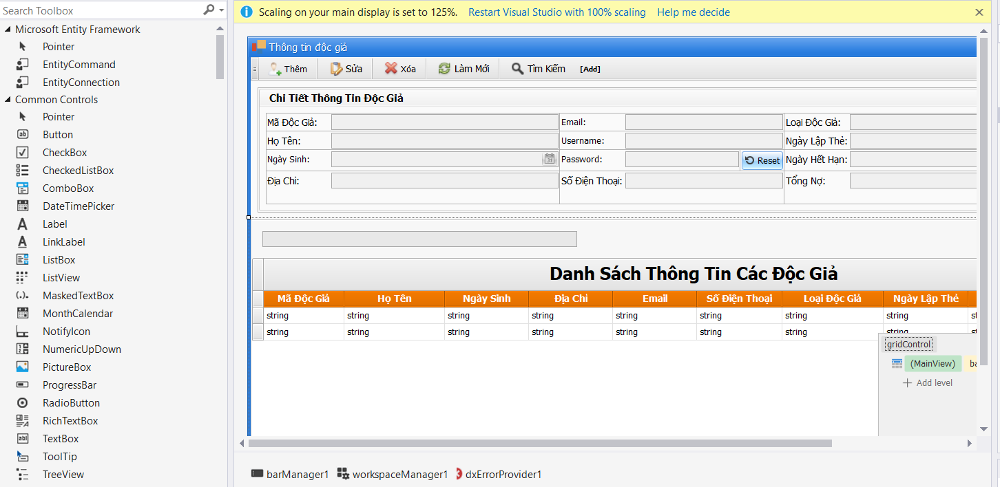 Search Toolbox
Microsoft Entity Framework
Pointer
EntityCommand
EntityConnection
Common Controls
Pointer
Button
CheckBox
CheckedListBox
ComboBox
DateTimePicker
Label
LinkLabel
ListBox
ListView
MaskedTextBox
MonthCalendar
NotifyIcon
NumericUpDown
PictureBox
ProgressBar
RadioButton
RichTextBox
TextBox
ToolTip
TreeView
Scaling on your main display is set to 125%. Restart Visual Studio with 100% scaling Help me decide
Thông tin độc giả
Thêm Sửa Xóa Làm Mới Tìm Kiếm [Add]
Chi Tiết Thông Tin Độc Giả
Mã Độc Giả: Email: Loại Độc Giả:
Họ Tên: Username: Ngày Lập Thẻ:
Ngày Sinh: Password: Reset Ngày Hết Hạn:
Địa Chỉ: Số Điện Thoại: Tổng Nợ:
Danh Sách Thông Tin Các Độc Giả
Mã Độc Giả Họ Tên Ngày Sinh Địa Chỉ Email Số Điện Thoại Loại Độc Giả Ngày Lập Thẻ
string string string string string string string string st
string string string string string string string string
gridControl
(MainView) ba
Add level
barManager1 workspaceManager1 dxErrorProvider1